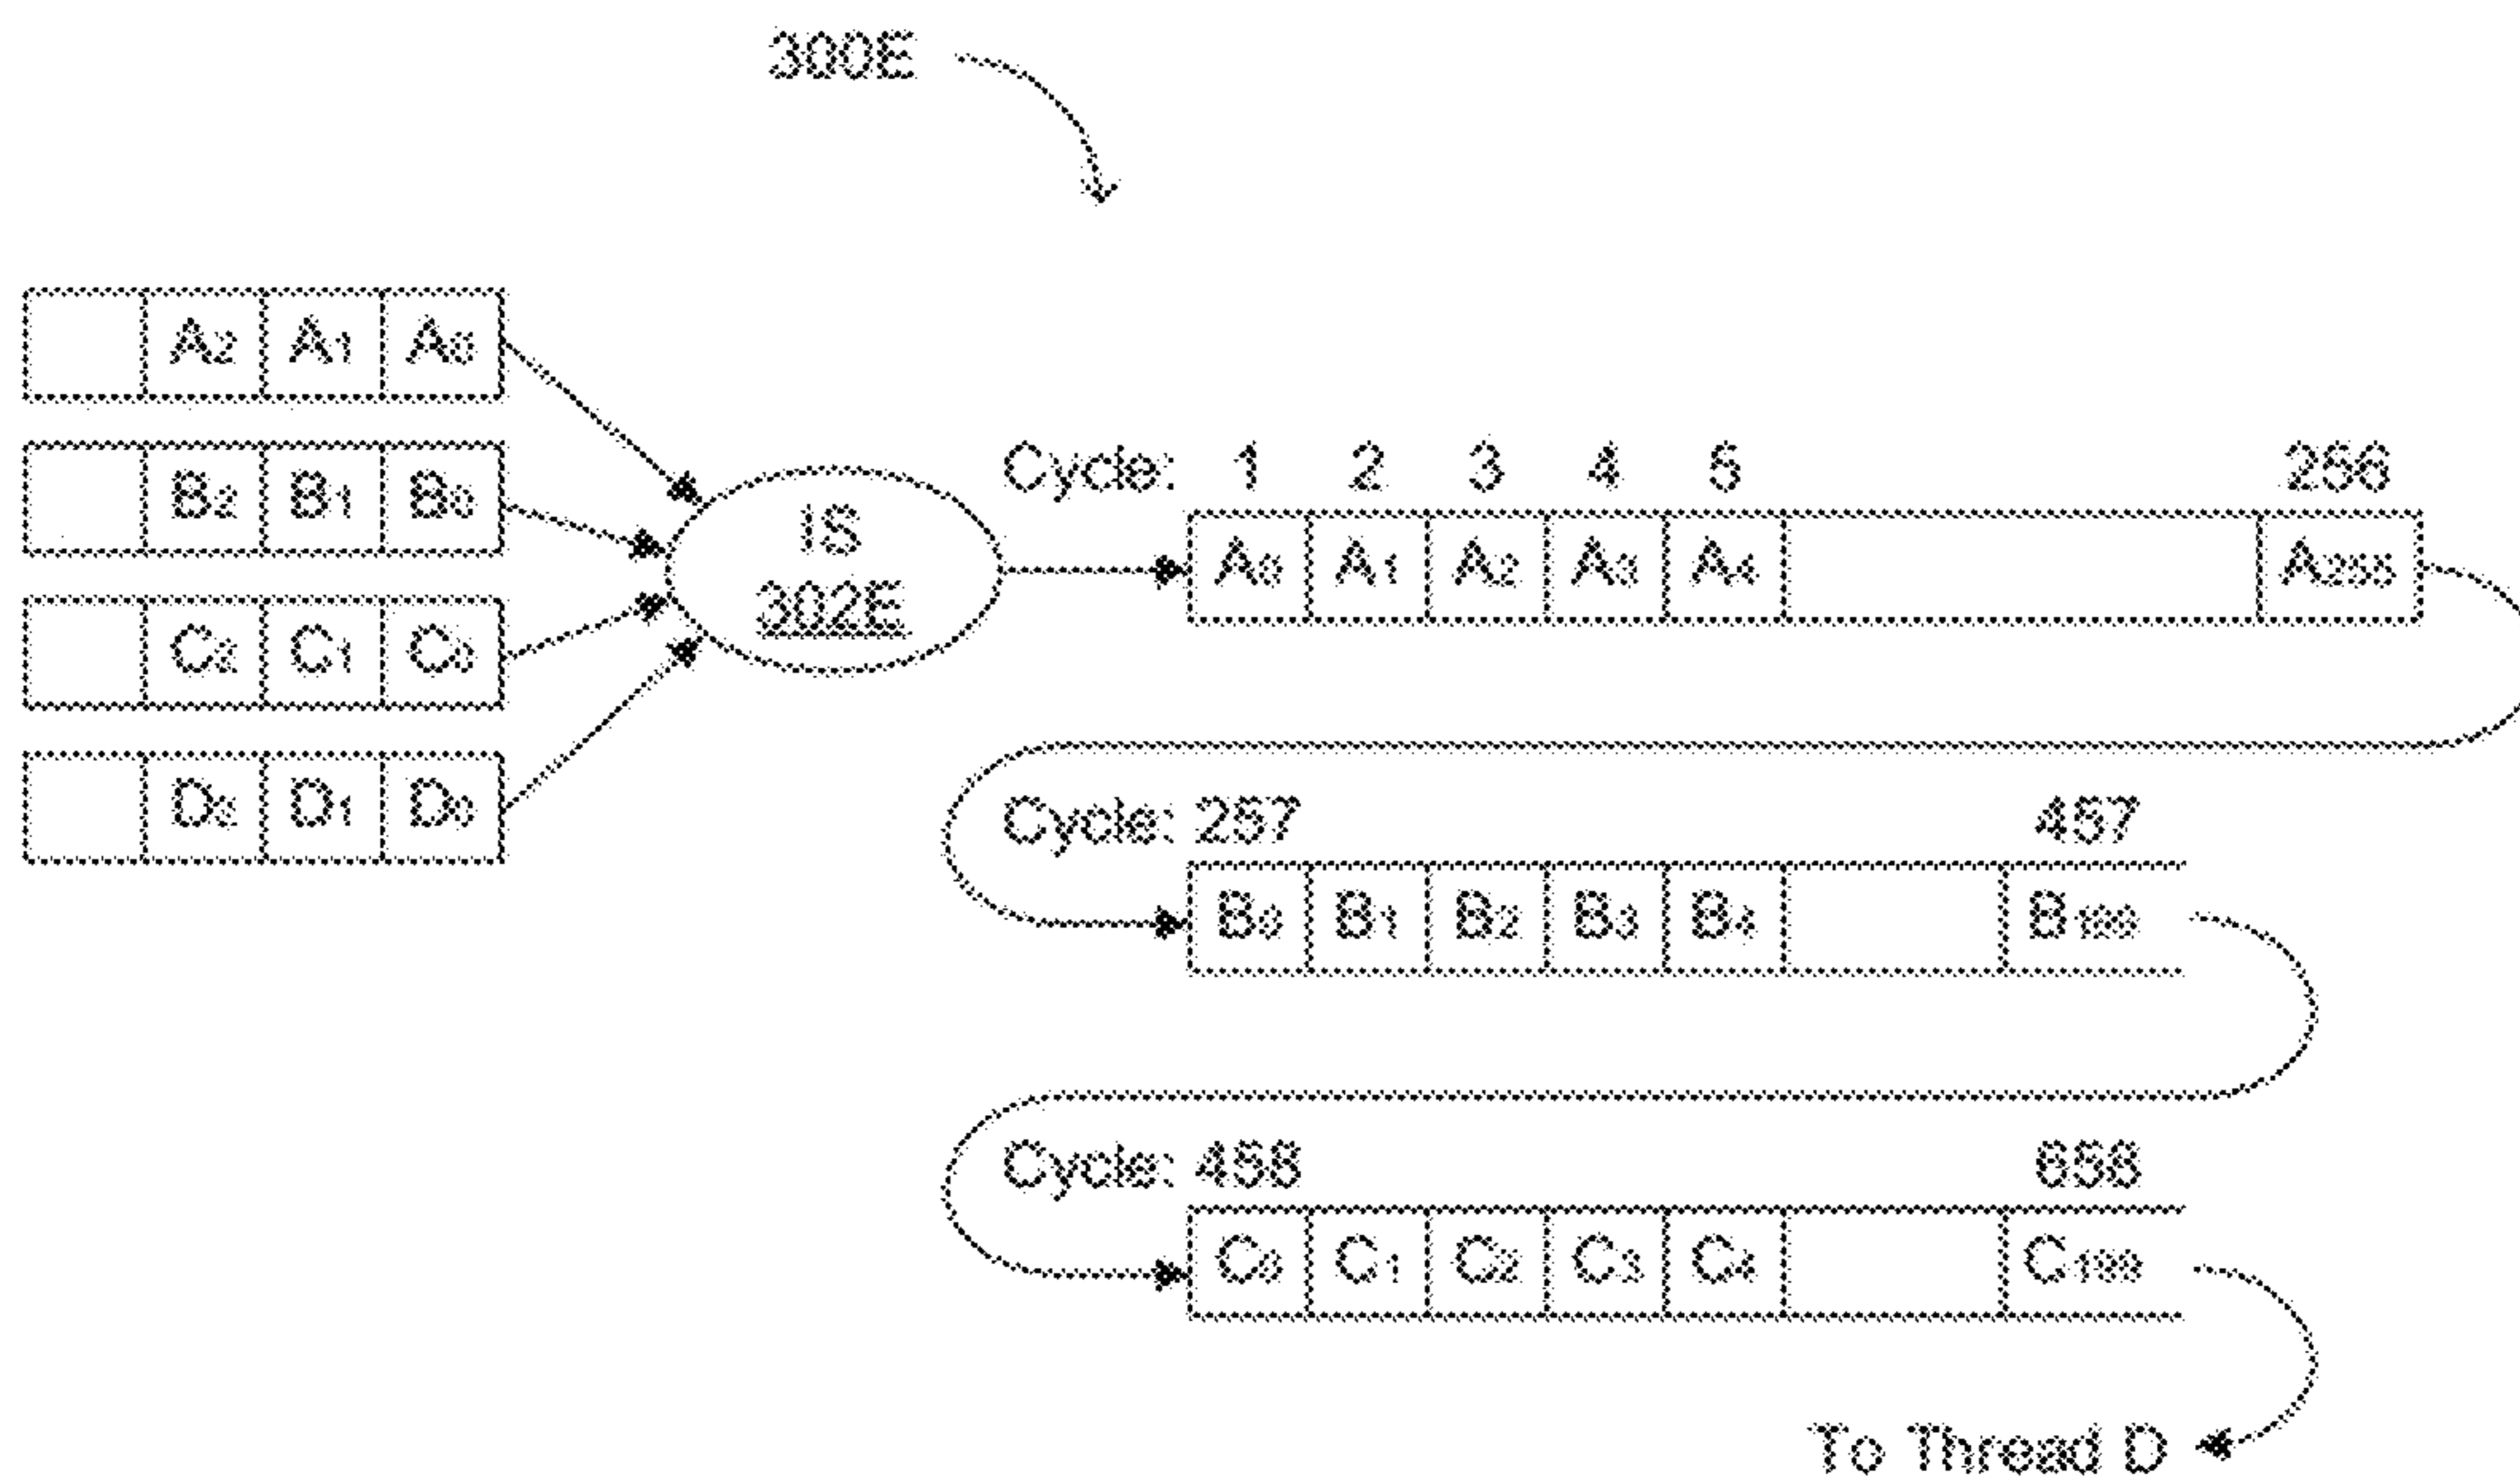 300E
A2 A1 A0
B2 B1 B0
C2 C1 C0
D2 D1 D0
IS
302E
Cycle: 1 2 3 4 5 256
A0 A1 A2 A3 A4 A255
Cycle: 257 457
B0 B1 B2 B3 B4
Cycle: 458 658
C0 C1 C2 C3 C4
To Thread D